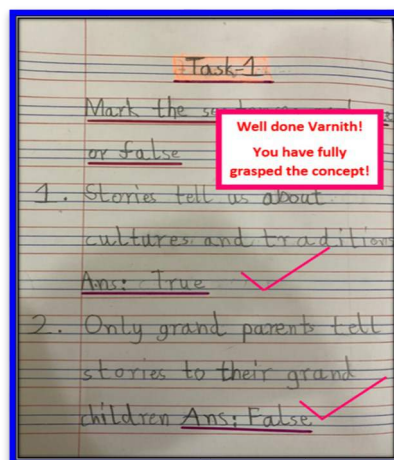 Task-1
Mark the
or false
Well done Varnith!
You have fully
grasped the concept!
1. Stories tell us about
cultures and traditions
Ans: True
2. Only grand parents tell
stories to their grand
children Ans: False